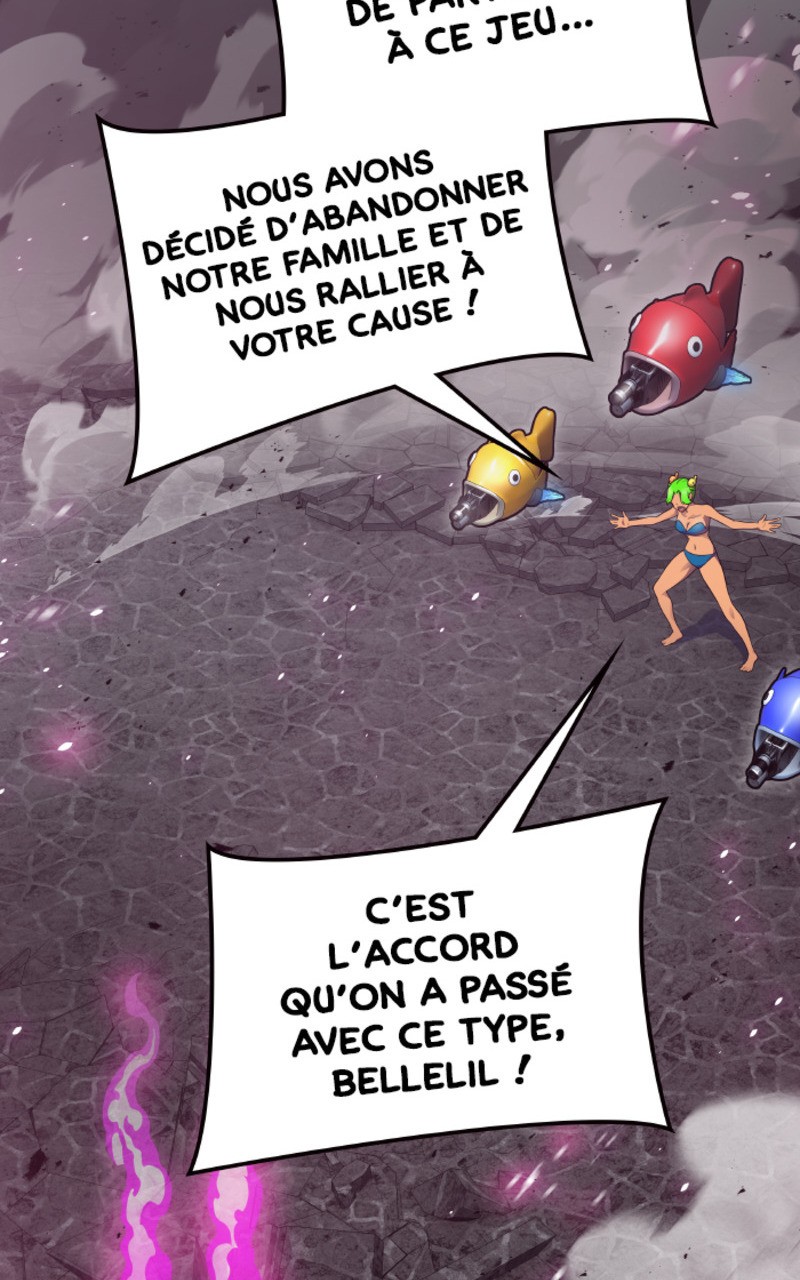 DE
À CE JEU...
NOUS AVONS
DÉCIDÉ D'ABANDONNER
NOTRE FAMILLE ET DE
NOUS RALLIER À
VOTRE CAUSE !
C'EST
L'ACCORD
QU'ON A PASSÉ
AVEC CE TYPE,
BELLELIL !